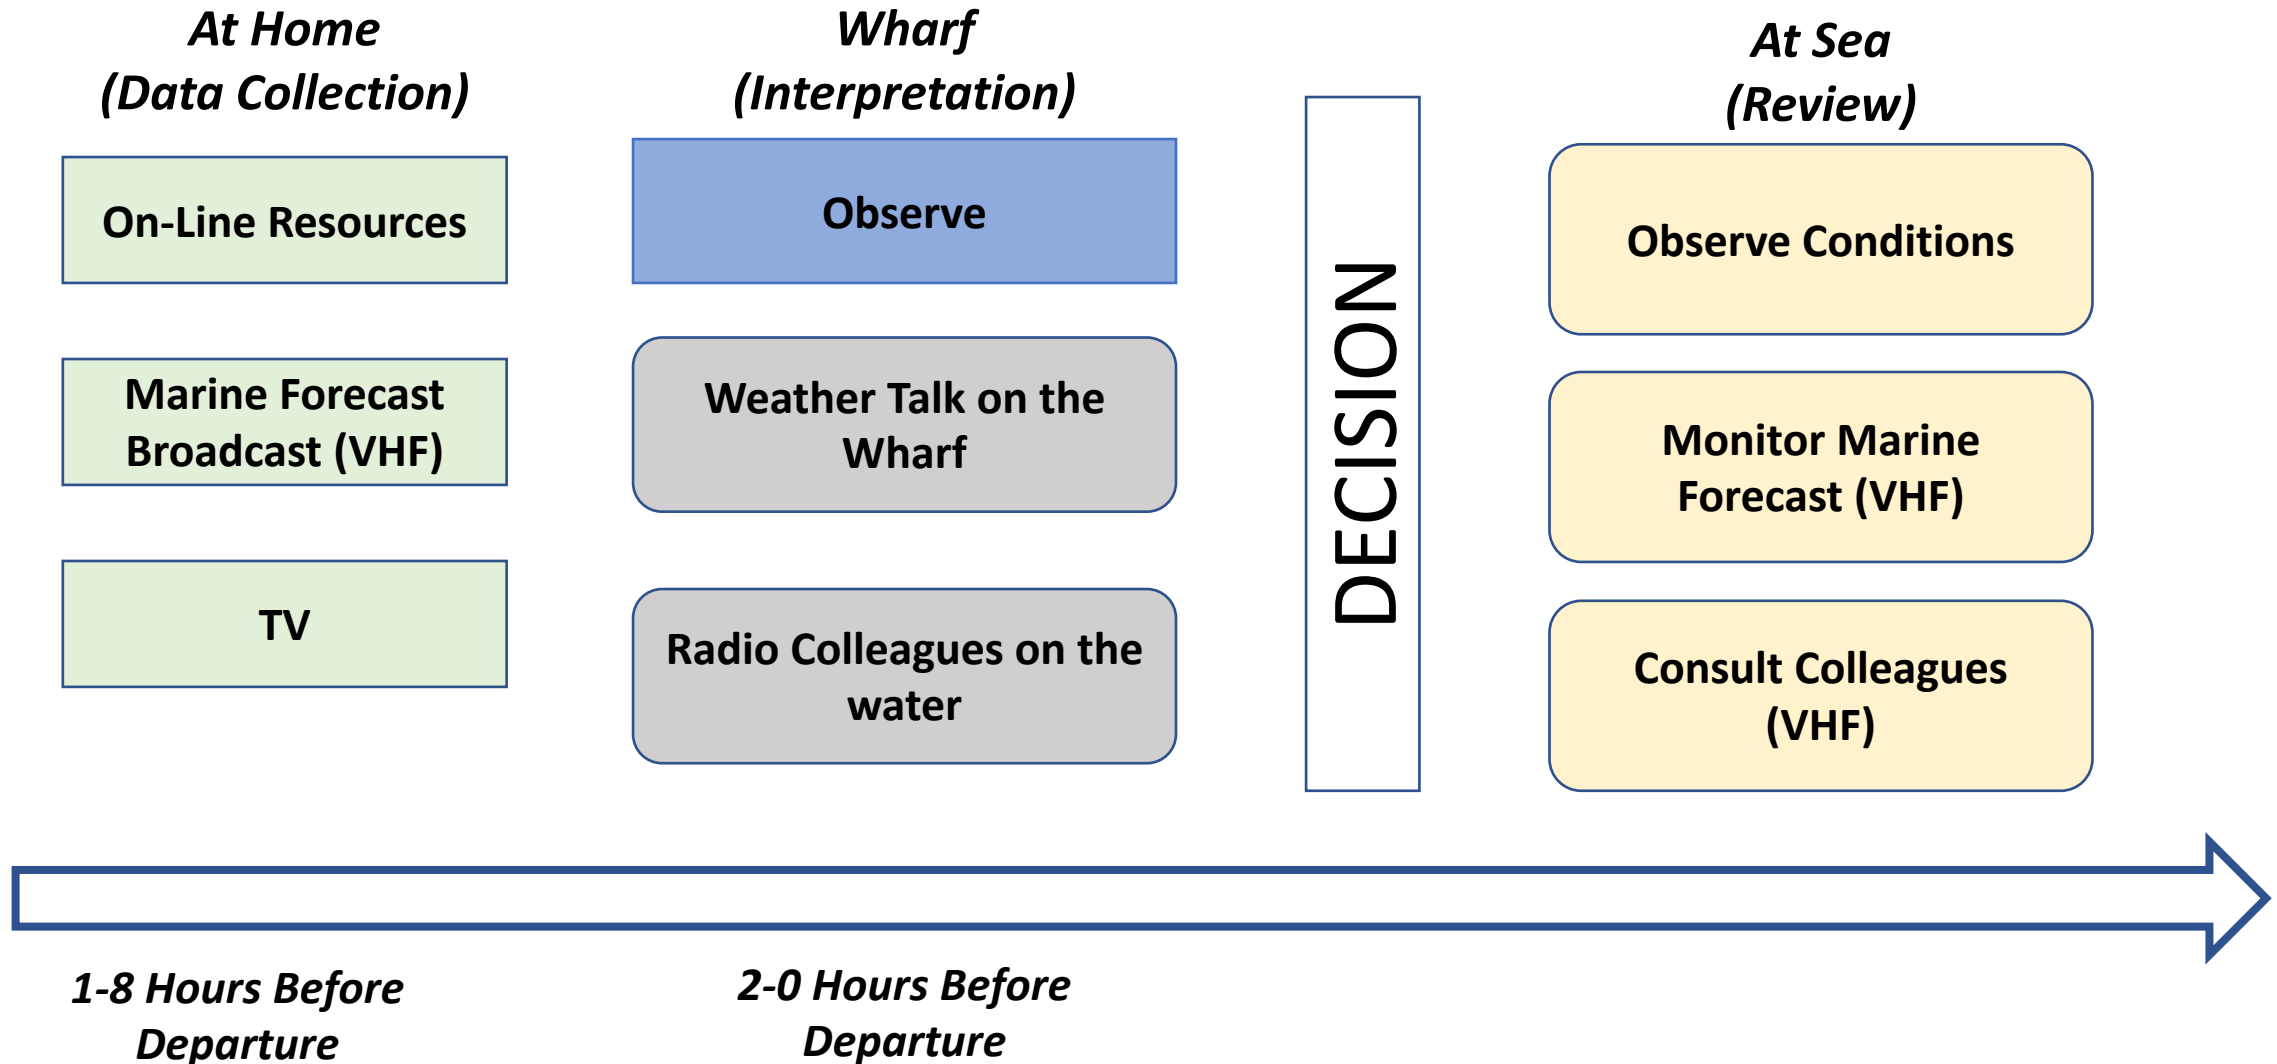 At Home
(Data Collection)
On-Line Resources
Marine Forecast
Broadcast (VHF)
TV
Wharf
(Interpretation)
Observe
Weather Talk on the
Wharf
Radio Colleagues on the
water
DECISION
At Sea
(Review)
Observe Conditions
Monitor Marine
Forecast (VHF)
Consult Colleagues
(VHF)
1-8 Hours Before
Departure
2-0 Hours Before
Departure